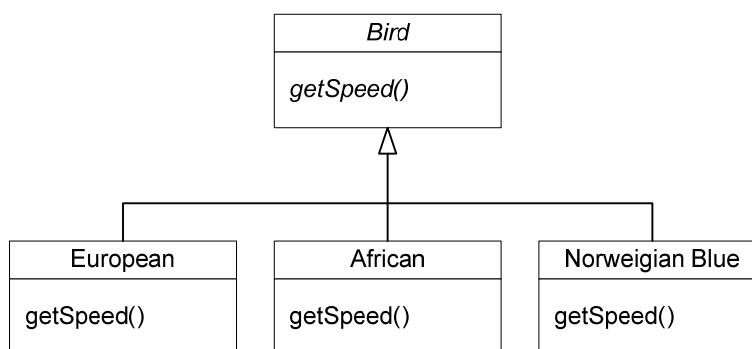 Bird
getSpeed()
European
getSpeed()
African
getSpeed()
Norweigian Blue
getSpeed()